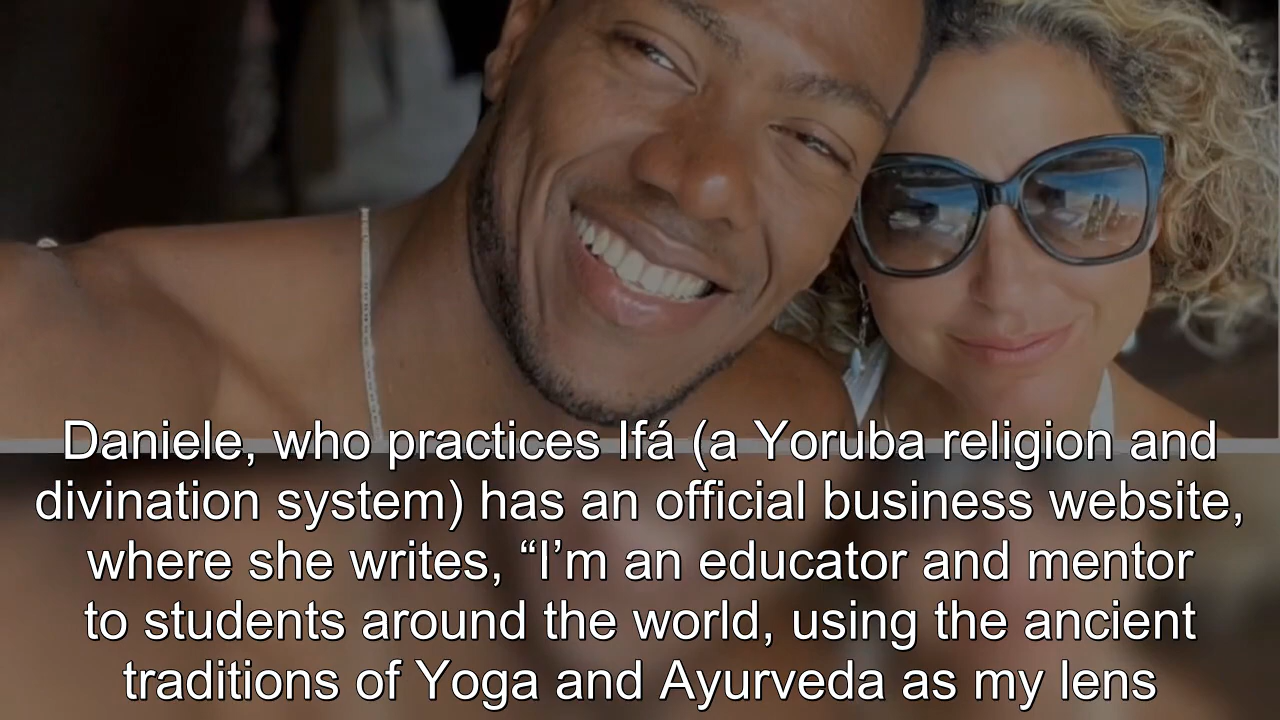 Daniele, who practices Ifá (a Yoruba religion and
divination system) has an official business website,
where she writes, “I’m an educator and mentor
to students around the world, using the ancient
traditions of Yoga and Ayurveda as my lens